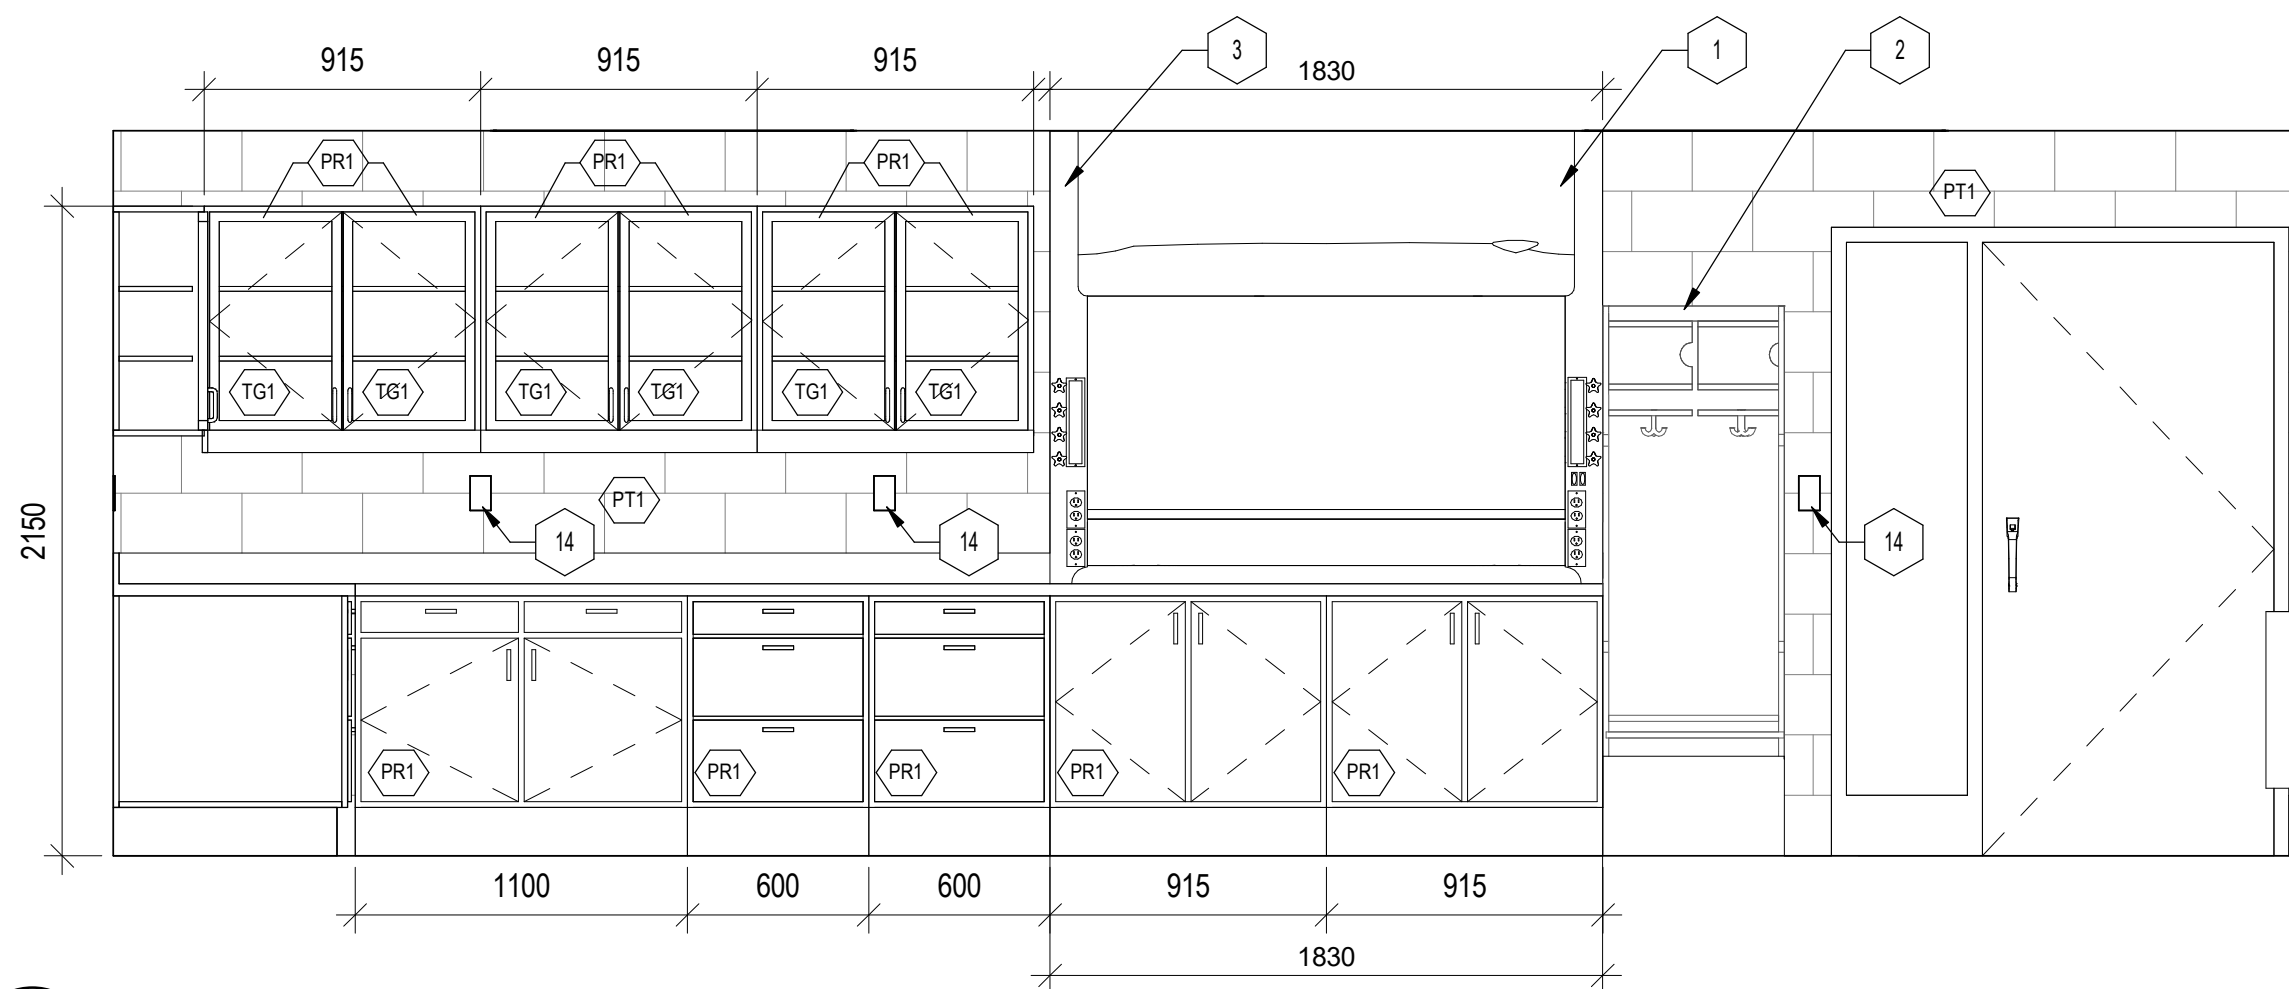 915 915 915 1830 3 1 2
PR1 PR1 PR1
PT1
TG1 TG1 TG1 TG1 TG1 TG1
PT1
14 14 14
2150
PR1 PR1 PR1 PR1 PR1
1100 600 600 915 915
1830